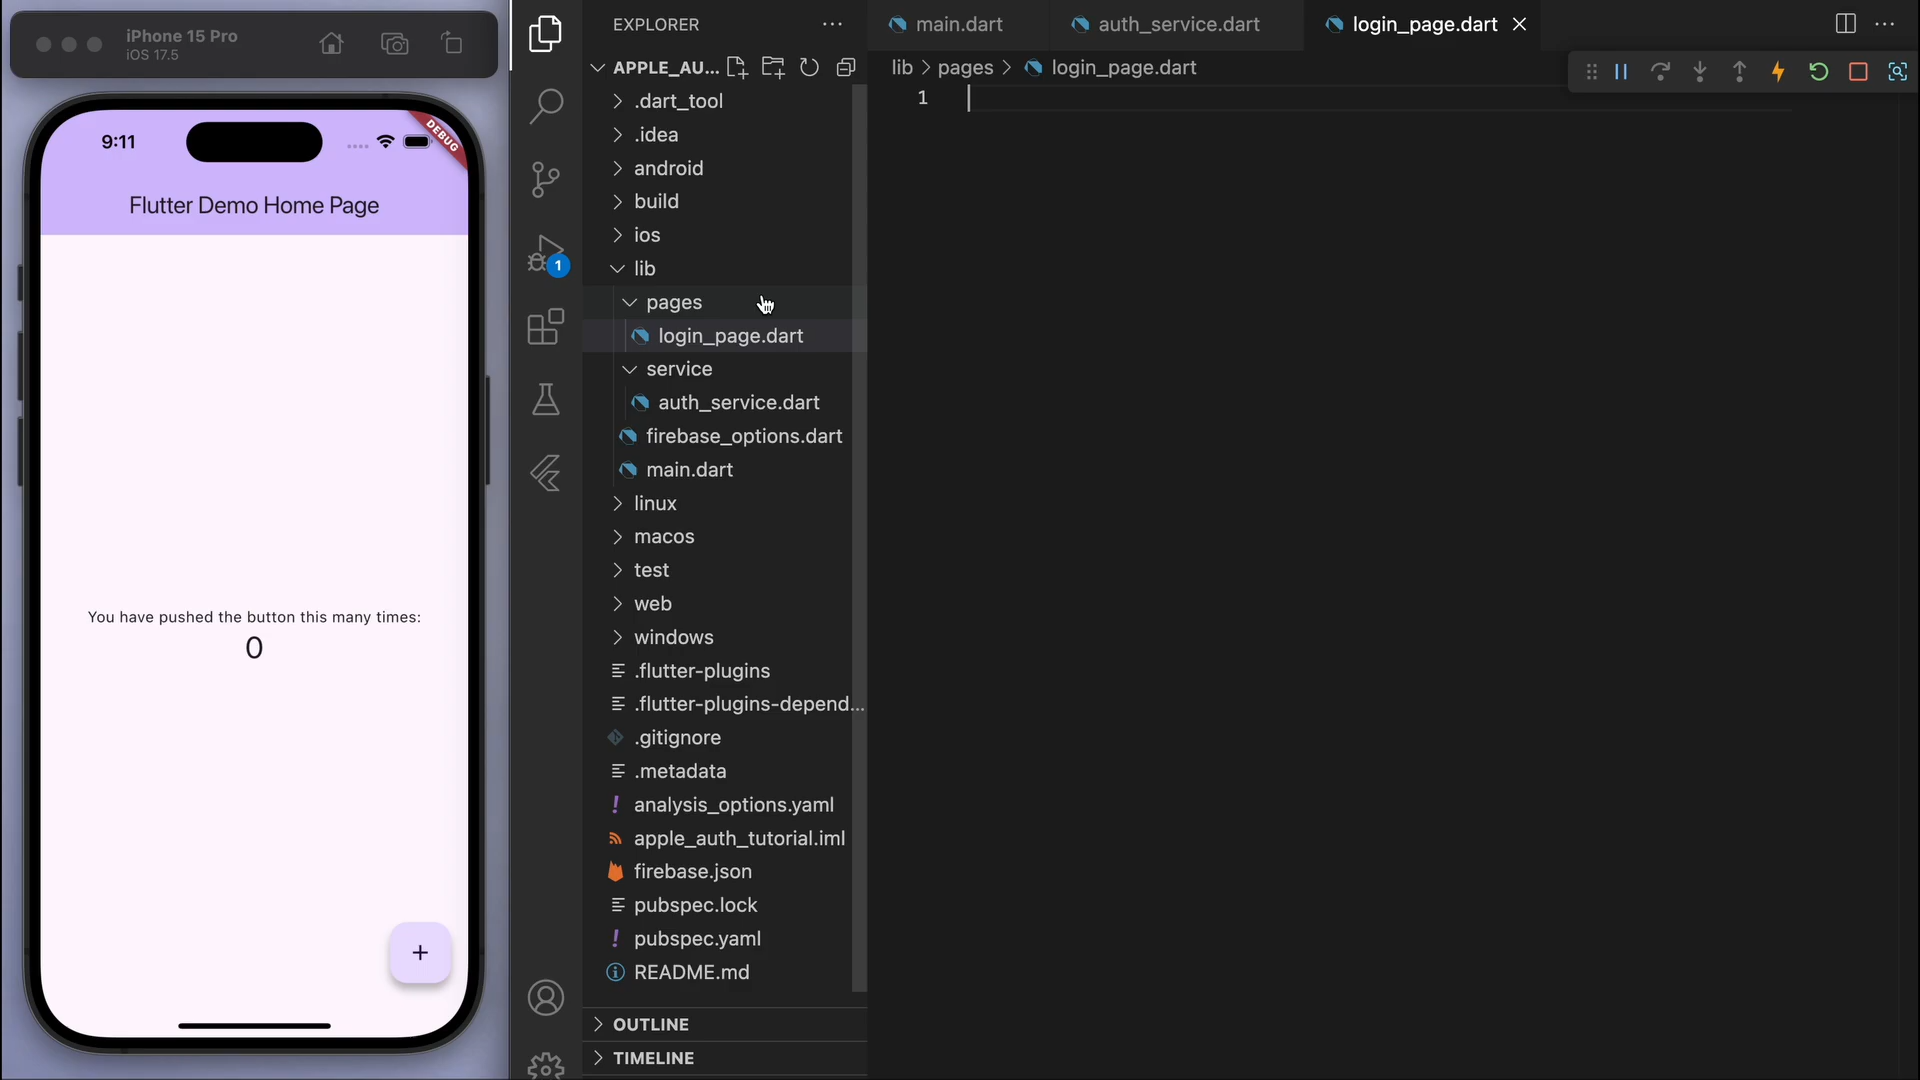 iPhone 15 Pro
iOS 17.5
9:11
DEBUG
Flutter Demo Home Page
You have pushed the button this many times:
0
+
1
EXPLORER
APPLE_AU...
.dart_tool
.idea
android
build
ios
lib
pages
login_page.dart
service
auth_service.dart
firebase_options.dart
main.dart
linux
macos
test
web
windows
.flutter-plugins
.flutter-plugins-depend...
.gitignore
.metadata
analysis_options.yaml
apple_auth_tutorial.iml
firebase.json
pubspec.lock
pubspec.yaml
README.md
OUTLINE
TIMELINE
main.dart
auth_service.dart
login_page.dart
lib > pages > login_page.dart
1